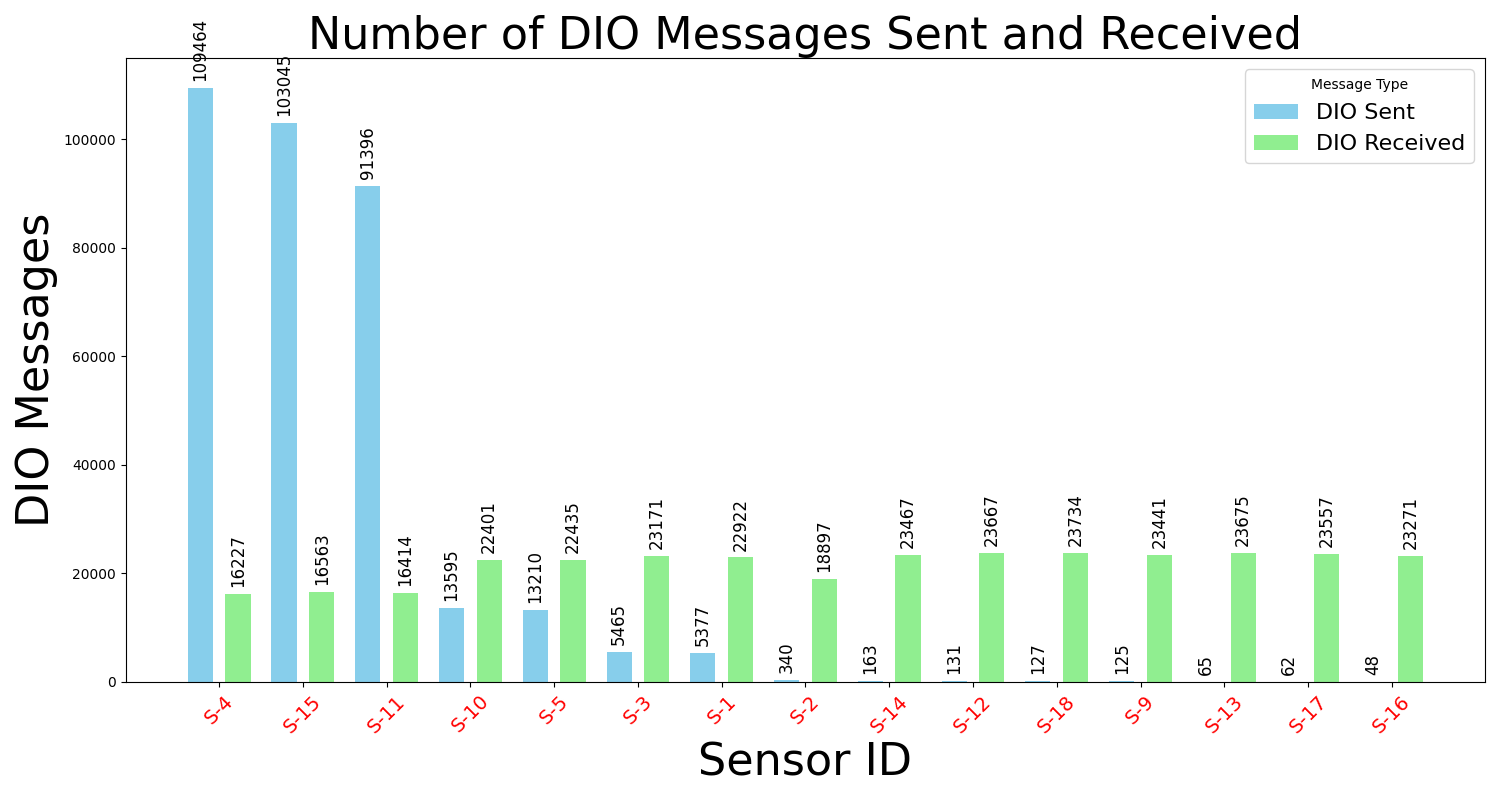 Number of DIO Messages Sent and Received
DIO Messages
100000
80000
60000
40000
20000
0
Message Type
DIO Sent
DIO Received
109464
16227
103045
16563
91396
16414
13595
22401
13210
22435
5465
23171
5377
22922
340
18897
163
23467
131
23667
127
23734
125
23441
65
23675
62
23557
48
23271
S-4
S-15
S-11
S-10
S-5
S-3
S-1
S-2
S-14
S-12
S-18
S-9
S-13
S-17
S-16
Sensor ID